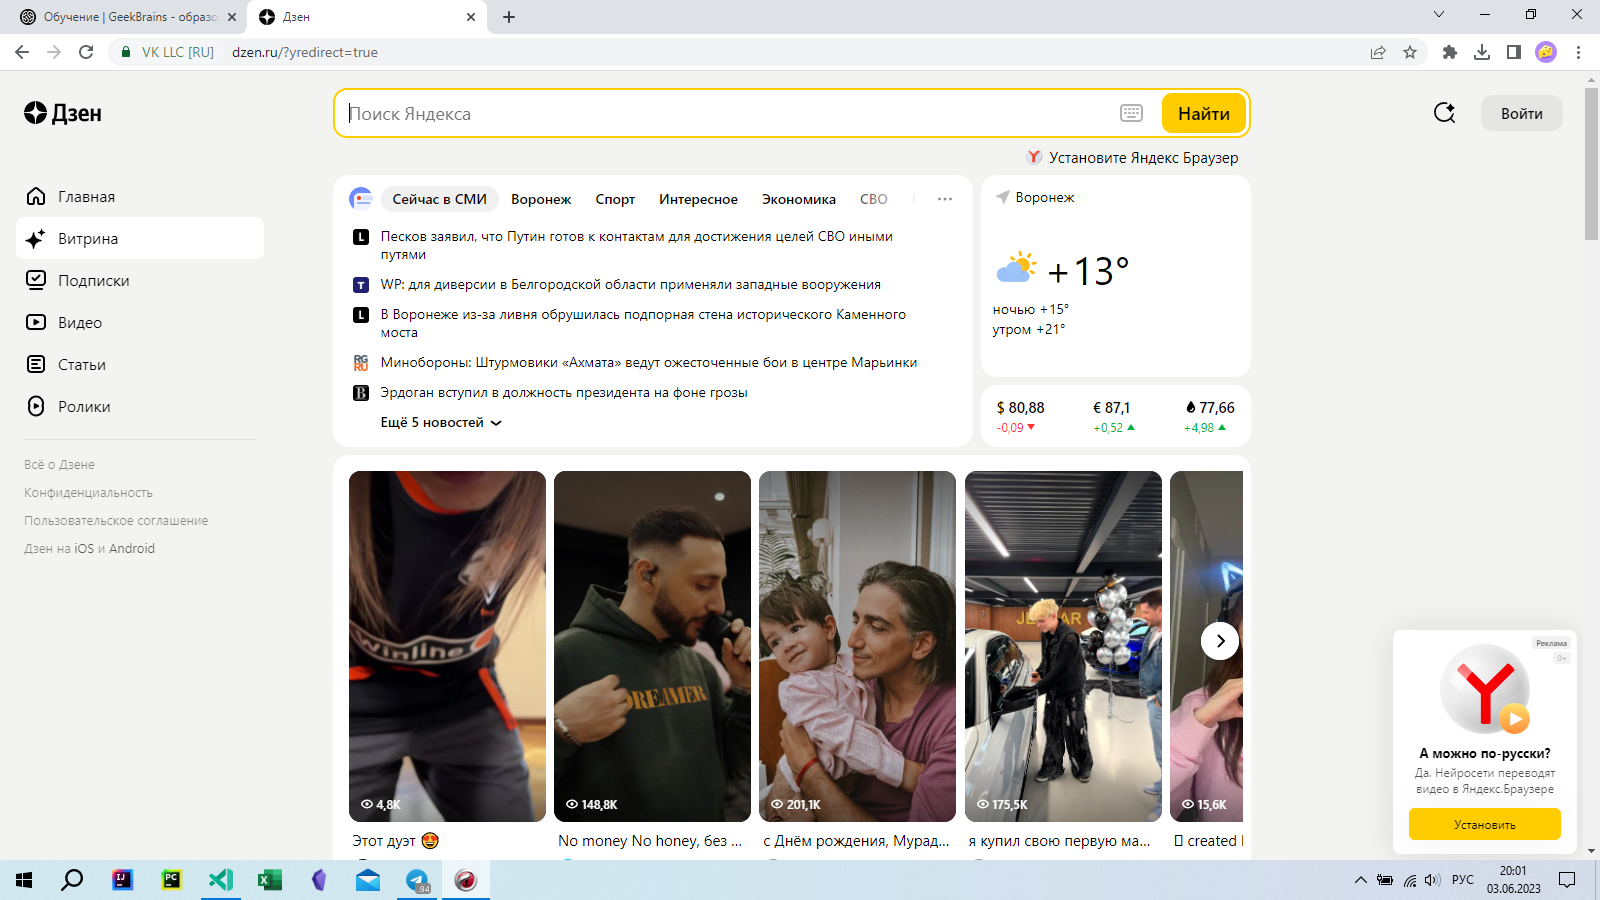 Обучение | GeekBrains - образо
Дзен
VK LLC [RU]
dzen.ru/?yredirect=true
Дзен
Поиск Яндекса
Найти
Войти
Установите Яндекс Браузер
Главная
Витрина
Подписки
Видео
Статьи
Ролики
Всё о Дзене
Конфиденциальность
Пользовательское соглашение
Дзен на iOS и Android
Сейчас в СМИ
Воронеж
Спорт
Интересное
Экономика
СВО
Песков заявил, что Путин готов к контактам для достижения целей СВО иными
путями
WP: для диверсии в Белгородской области применяли западные вооружения
В Воронеже из-за ливня обрушилась подпорная стена исторического Каменного
моста
RG
RU
Минобороны: Штурмовики «Ахмата» ведут ожесточенные бои в центре Марьинки
Эрдоган вступил в должность президента на фоне грозы
Ещё 5 новостей
Воронеж
+13°
ночью +15°
утром +21°
$ 80,88
€ 87,1
77,66
-0,09
+0,52
+4,98
winline
DREAMER
4,8K
148,8K
201,1K
175,5K
15,6K
Этот дуэт 😍
No money No honey, без ...
с Днём рождения, Мурад...
я купил свою первую ма...
created
Реклама
0+
А можно по-русски?
Да. Нейросети переводят
видео в Яндекс.Браузере
Установить
IJ
PC
94
РУС
20:01
03.06.2023